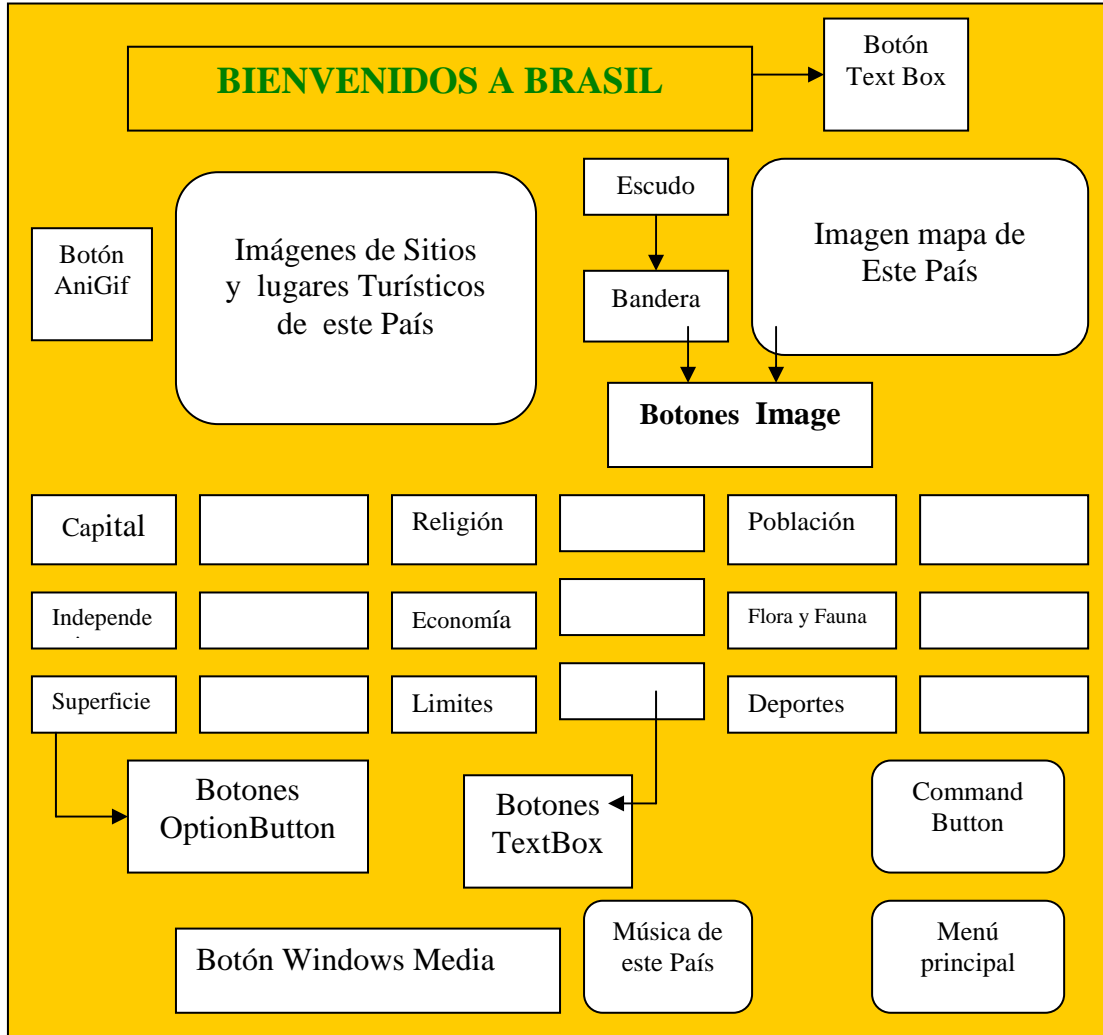 BIENVENIDOS A BRASIL
Botón
Text Box
Escudo
Botón
AniGif
Imágenes de Sitios
y lugares Turísticos
de este País
Bandera
Imagen mapa de
Este País
Botones Image
Capital
Religión
Población
Independe
Economía
Flora y Fauna
Superficie
Limites
Deportes
Botones
OptionButton
Botones
TextBox
Command
Button
Botón Windows Media
Música de
este País
Menú
principal